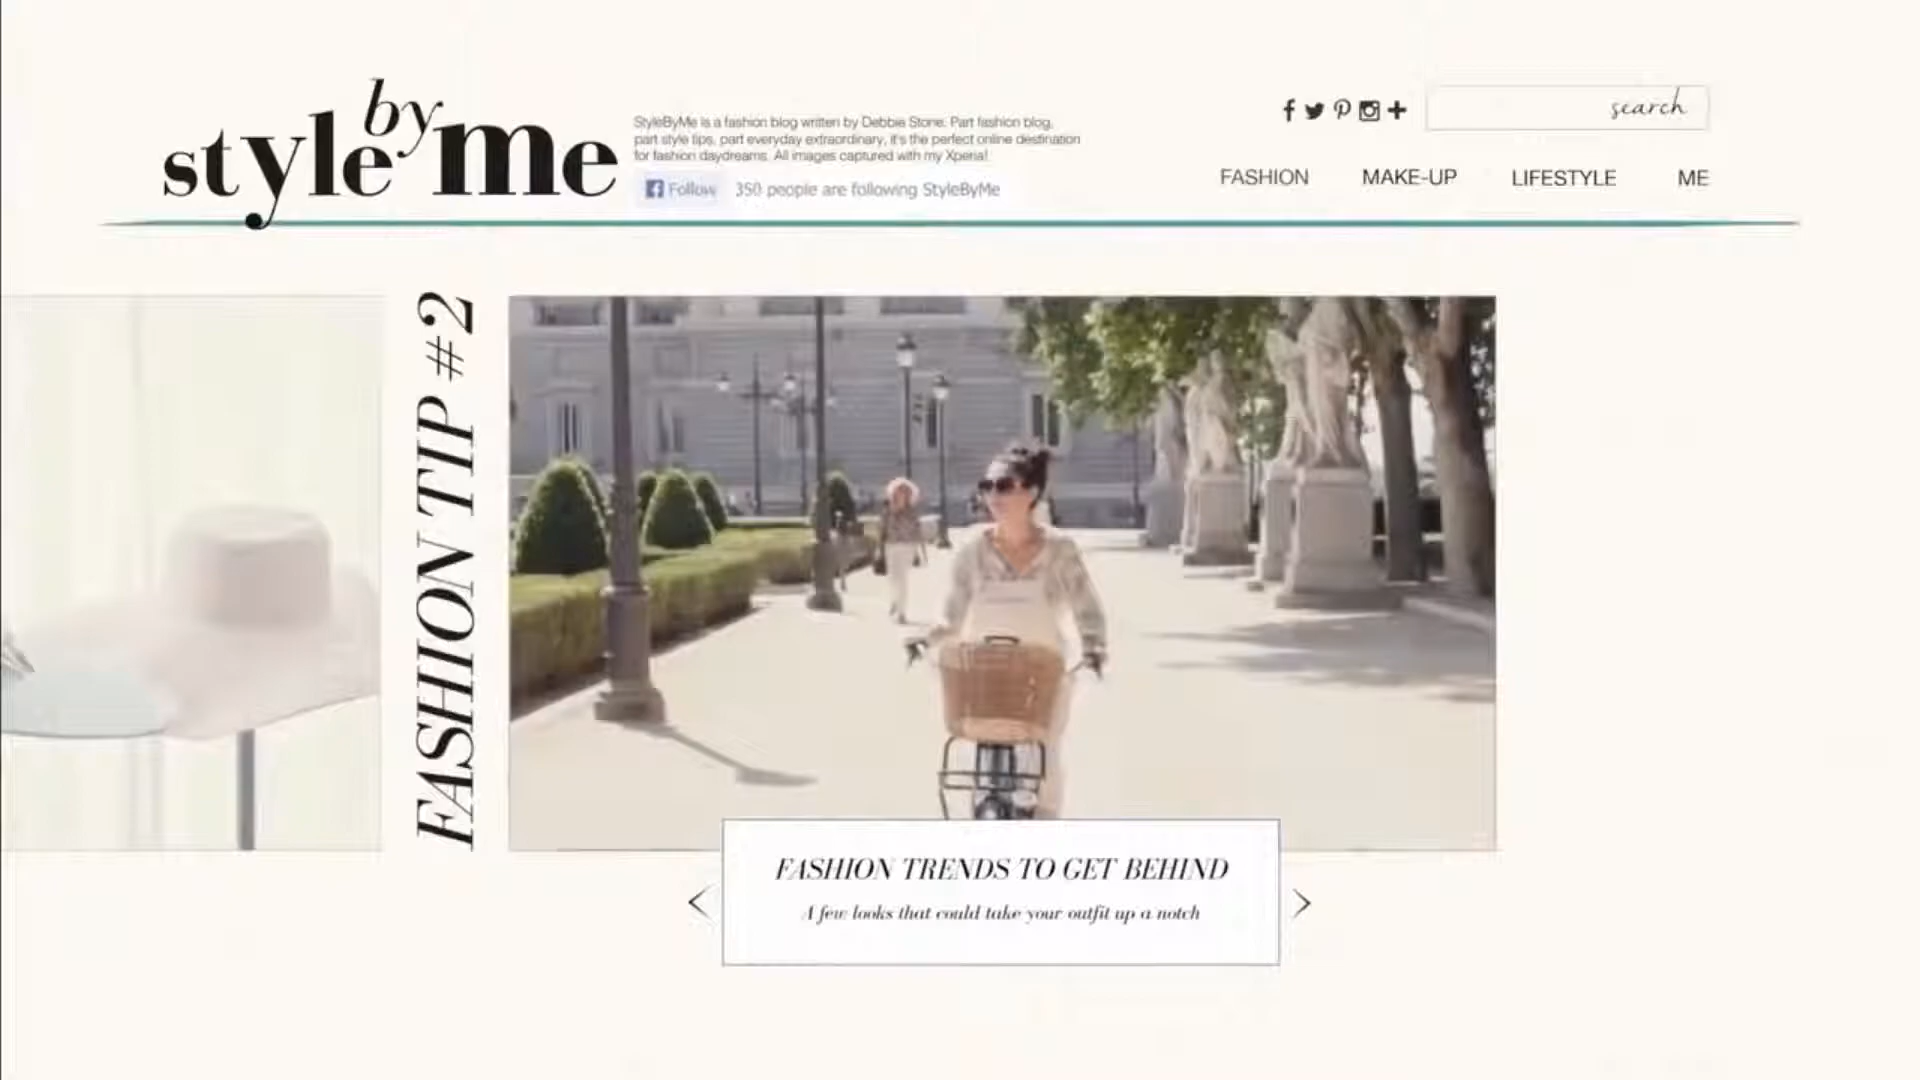 style by me
StyleByMe is a fashion blog written by Debbie Stone. Part fashion blog,
part style tips, part everyday extraordinary, it's the perfect online destination
for fashion daydreams. All images captured with my Xperia!
Follow 350 people are following StyleByMe
search
FASHION MAKE-UP LIFESTYLE ME
FASHION TIP #2
FASHION TRENDS TO GET BEHIND
A few looks that could take your outfit up a notch